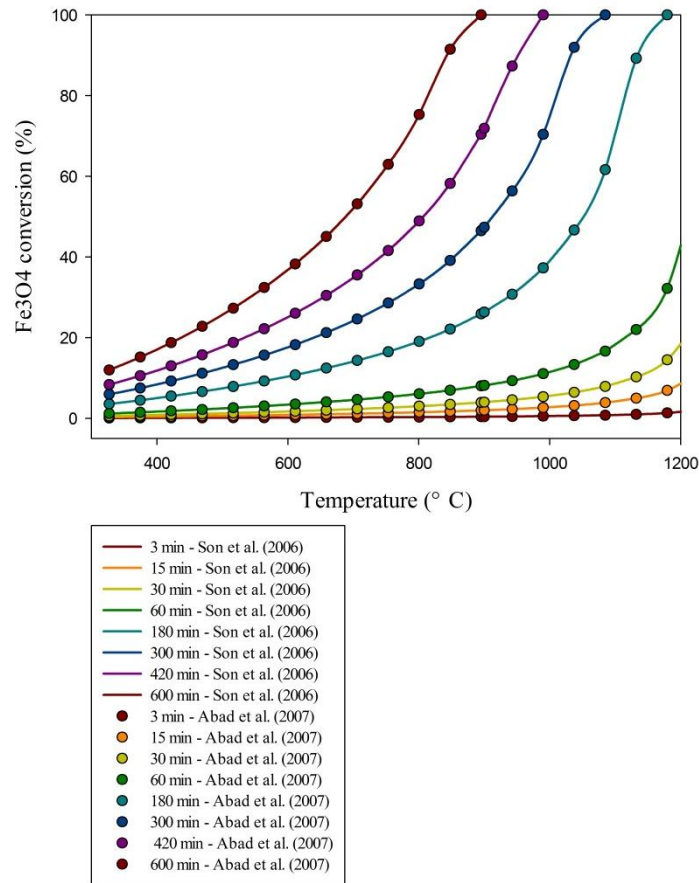 100
80
60
40
20
0
Fe3O4 conversion (%)
400 600 800 1000 1200
Temperature (° C)
3 min - Son et al. (2006)
15 min - Son et al. (2006)
30 min - Son et al. (2006)
60 min - Son et al. (2006)
180 min - Son et al. (2006)
300 min - Son et al. (2006)
420 min - Son et al. (2006)
600 min - Son et al. (2006)
3 min - Abad et al. (2007)
15 min - Abad et al. (2007)
30 min - Abad et al. (2007)
60 min - Abad et al. (2007)
180 min - Abad et al. (2007)
300 min - Abad et al. (2007)
420 min - Abad et al. (2007)
600 min - Abad et al. (2007)